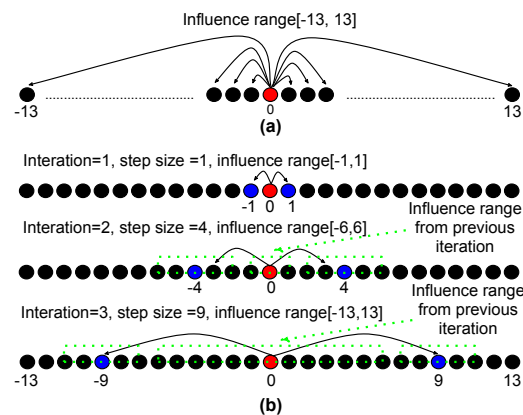 Influence range[-13, 13]
-13 0 13
(a)
Interation=1, step size =1, influence range[-1,1]
-1 0 1
Interation=2, step size =4, influence range[-6,6]
Influence range
from previous
iteration
-4 0 4
Interation=3, step size =9, influence range[-13,13]
Influence range
from previous
iteration
-13 -9 0 9 13
(b)